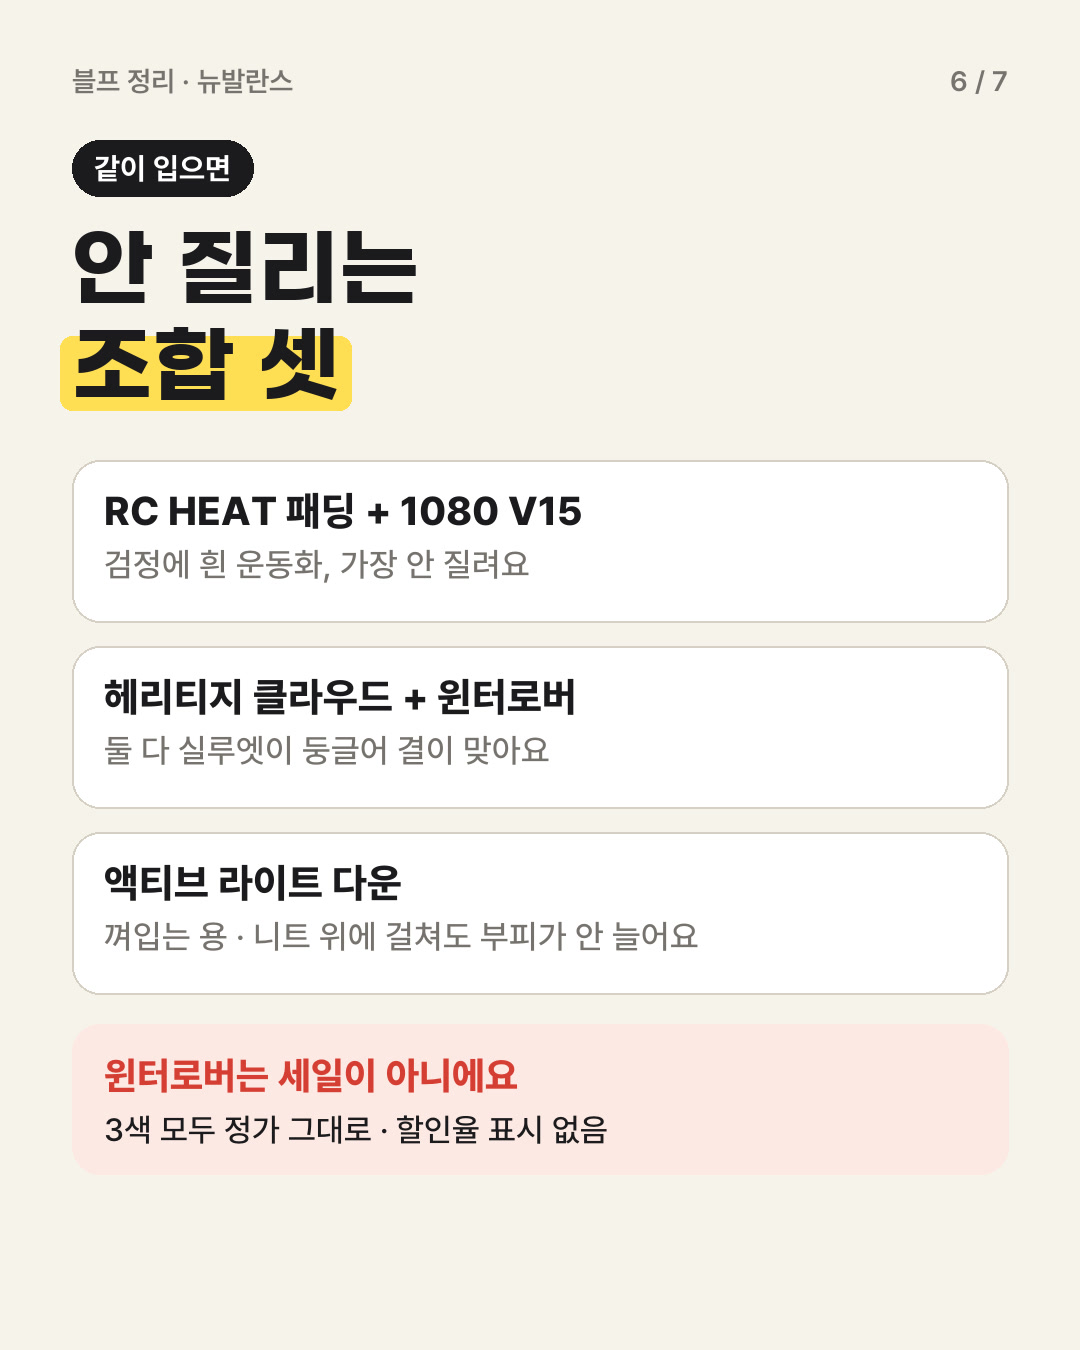 블프 정리 · 뉴발란스
6 / 7
같이 입으면
안 질리는
조합 셋
RC HEAT 패딩 + 1080 V15
검정에 흰 운동화, 가장 안 질려요
헤리티지 클라우드 + 윈터로버
둘 다 실루엣이 둥글어 결이 맞아요
액티브 라이트 다운
껴입는 용 · 니트 위에 걸쳐도 부피가 안 늘어요
윈터로버는 세일이 아니에요
3색 모두 정가 그대로 · 할인율 표시 없음